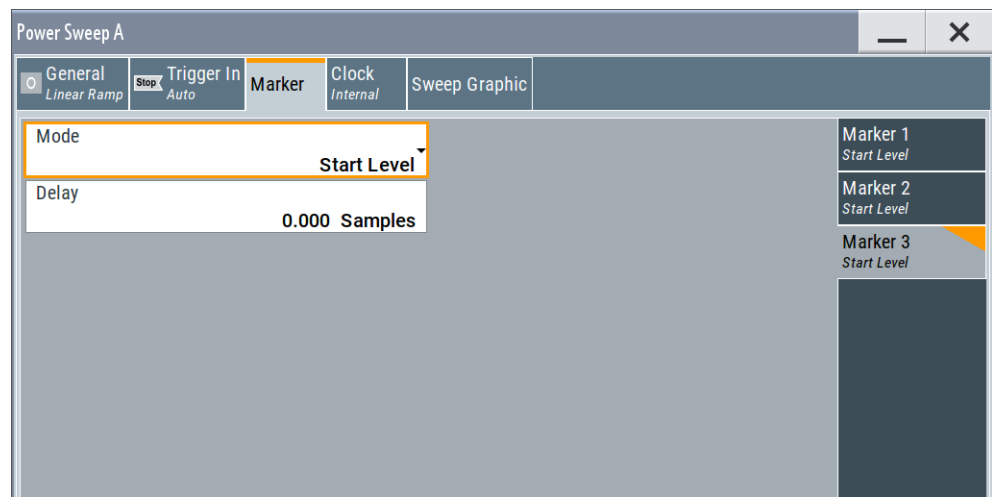 Power Sweep A
O General Linear Ramp
Stop Trigger In Auto
Marker
Clock Internal
Sweep Graphic
Mode
Start Level
Delay
0.000 Samples
Marker 1
Start Level
Marker 2
Start Level
Marker 3
Start Level